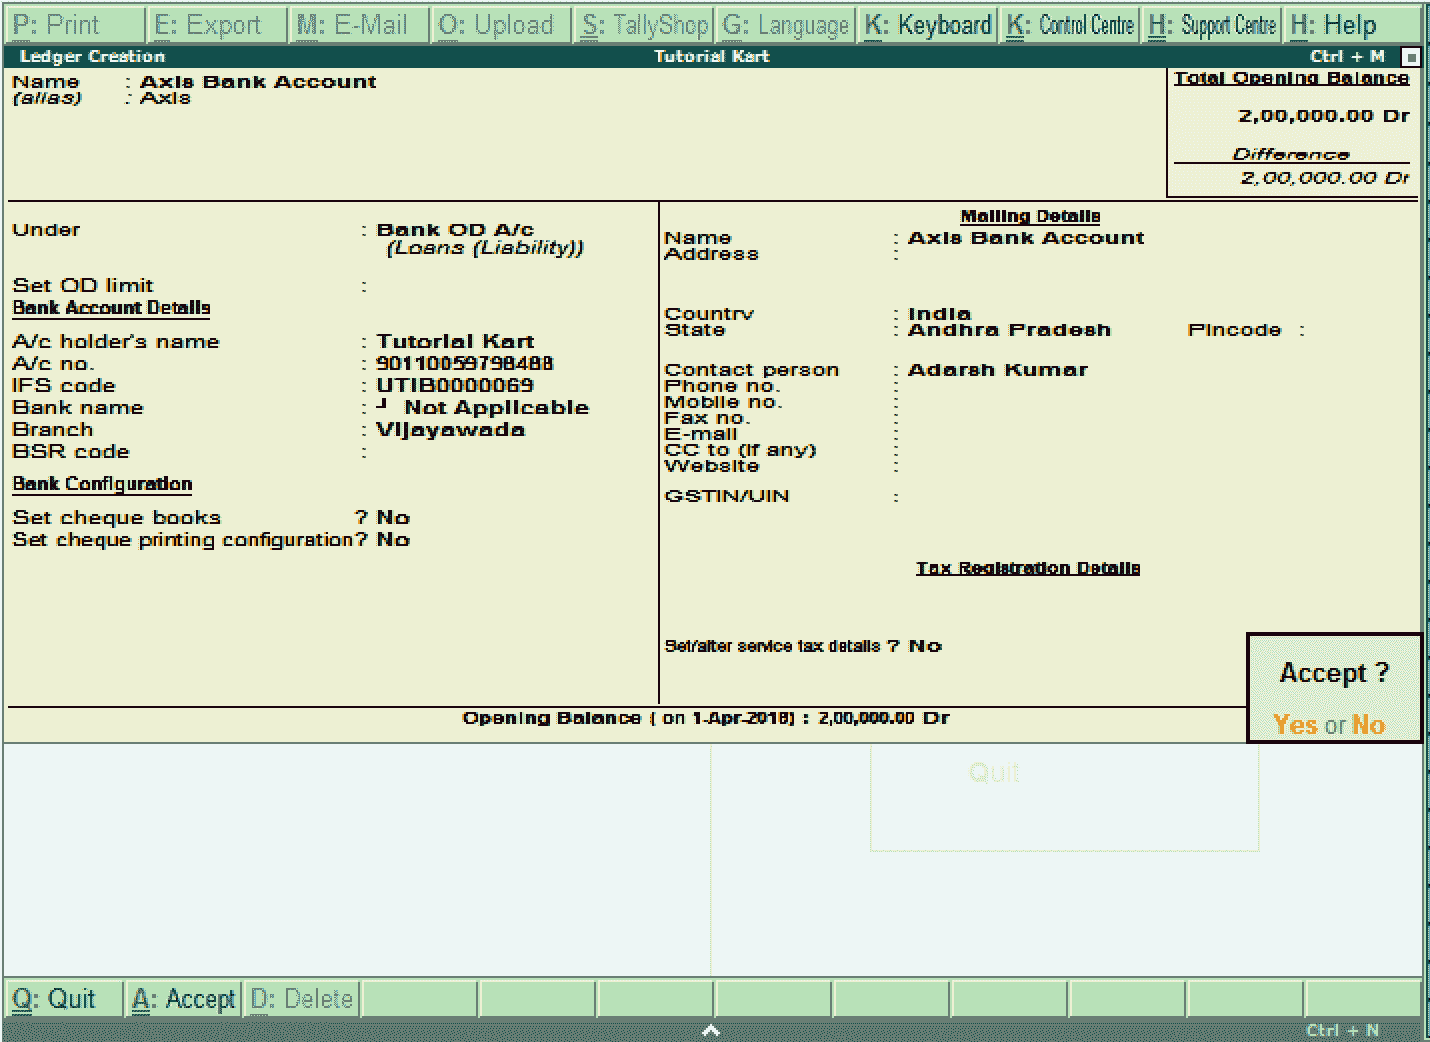 P: Print E: Export M: E-Mail O: Upload S: TallyShop G: Language K: Keyboard K: Control Centre H: Support Centre H: Help
Ledger Creation Tutorial Kart Ctrl + M
Name : Axis Bank Account
(alias) : Axis
Total Opening Balance
2,00,000.00 Dr
Difference
2,00,000.00 Dr
Under : Bank OD A/c
(Loans (Liability))
Set OD limit :
Bank Account Details
A/c holder's name : Tutorial Kart
A/c no. : 90110059798488
IFS code : UTIB0000069
Bank name : ┘ Not Applicable
Branch : Vijayawada
BSR code :
Bank Configuration
Set cheque books ? No
Set cheque printing configuration ? No
Mailing Details
Name : Axis Bank Account
Address :
Country : India
State : Andhra Pradesh Pincode :
Contact person : Adarsh Kumar
Phone no. :
Mobile no. :
Fax no. :
E-mail :
CC to (if any) :
Website :
GSTIN/UIN :
Tax Registration Details
Set/alter service tax details ? No
Accept ?
Yes or No
Opening Balance ( on 1-Apr-2018) : 2,00,000.00 Dr
Quit
Q: Quit A: Accept D: Delete
Ctrl + N